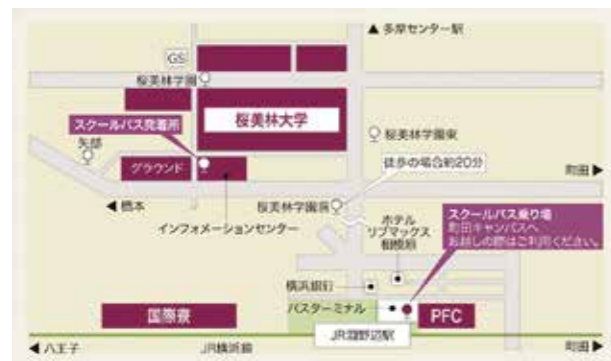 ▲ 多摩センター駅
GS
桜美林学園
スクールバス発着所
桜美林大学
矢部
桜美林学園東
グラウンド
徒歩の場合約20分
町田▶
◀橋本
インフォメーションセンター
桜美林学園前
ホテル
リブマックス
相模原
スクールバス乗り場
町田キャンパスへ
お越しの際はご利用ください。
横浜銀行
バスターミナル
国際寮
PFC
JR淵野辺駅
◀八王子
JR横浜線
町田▶